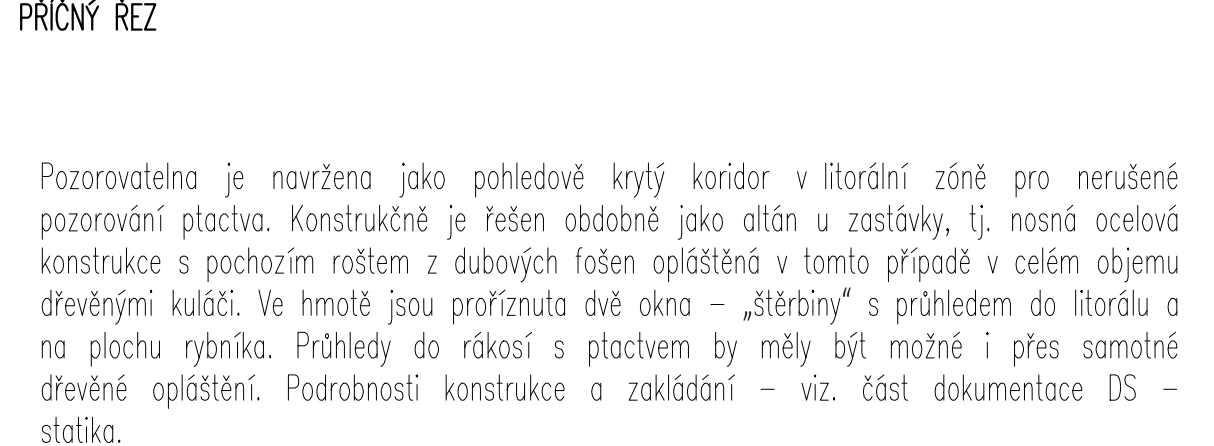 PŘÍČNÝ ŘEZ
Pozorovatelna je navržena jako pohledově krytý koridor v litorální zóně pro nerušené
pozorování ptactva. Konstrukčně je řešen obdobně jako altán u zastávky, tj. nosná ocelová
konstrukce s pochozím roštem z dubových fošen opláštěná v tomto případě v celém objemu
dřevěnými kuláči. Ve hmotě jsou proříznuta dvě okna – „štěrbiny“ s průhledem do litorálu a
na plochu rybníka. Průhledy do rákosí s ptactvem by měly být možné i přes samotné
dřevěné opláštění. Podrobnosti konstrukce a zakládání – viz. část dokumentace DS –
statika.